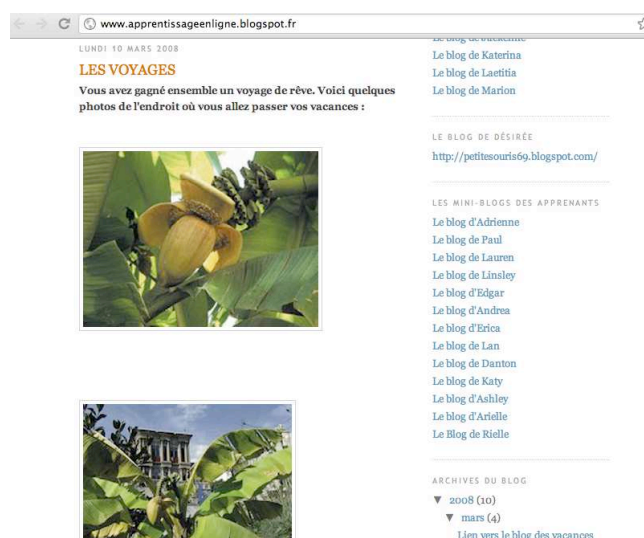 www.apprentissageenligne.blogspot.fr
LUNDI 10 MARS 2008
LES VOYAGES
Vous avez gagné ensemble un voyage de rêve. Voici quelques
photos de l'endroit où vous allez passer vos vacances :
Le blog de Katerina
Le blog de Laetitia
Le blog de Marion
LE BLOG DE DÉSIRÉE
http://petitesouris69.blogspot.com/
LES MINI-BLOGS DES APPRENANTS
Le blog d'Adrienne
Le blog de Paul
Le blog de Lauren
Le blog de Linsley
Le blog d'Edgar
Le blog d'Andrea
Le blog d'Erica
Le blog de Lan
Le blog de Danton
Le blog de Katy
Le blog d'Ashley
Le blog d'Arielle
Le Blog de Rielle
ARCHIVES DU BLOG
▼ 2008 (10)
▼ mars (4)
Lien vers le blog des vacances